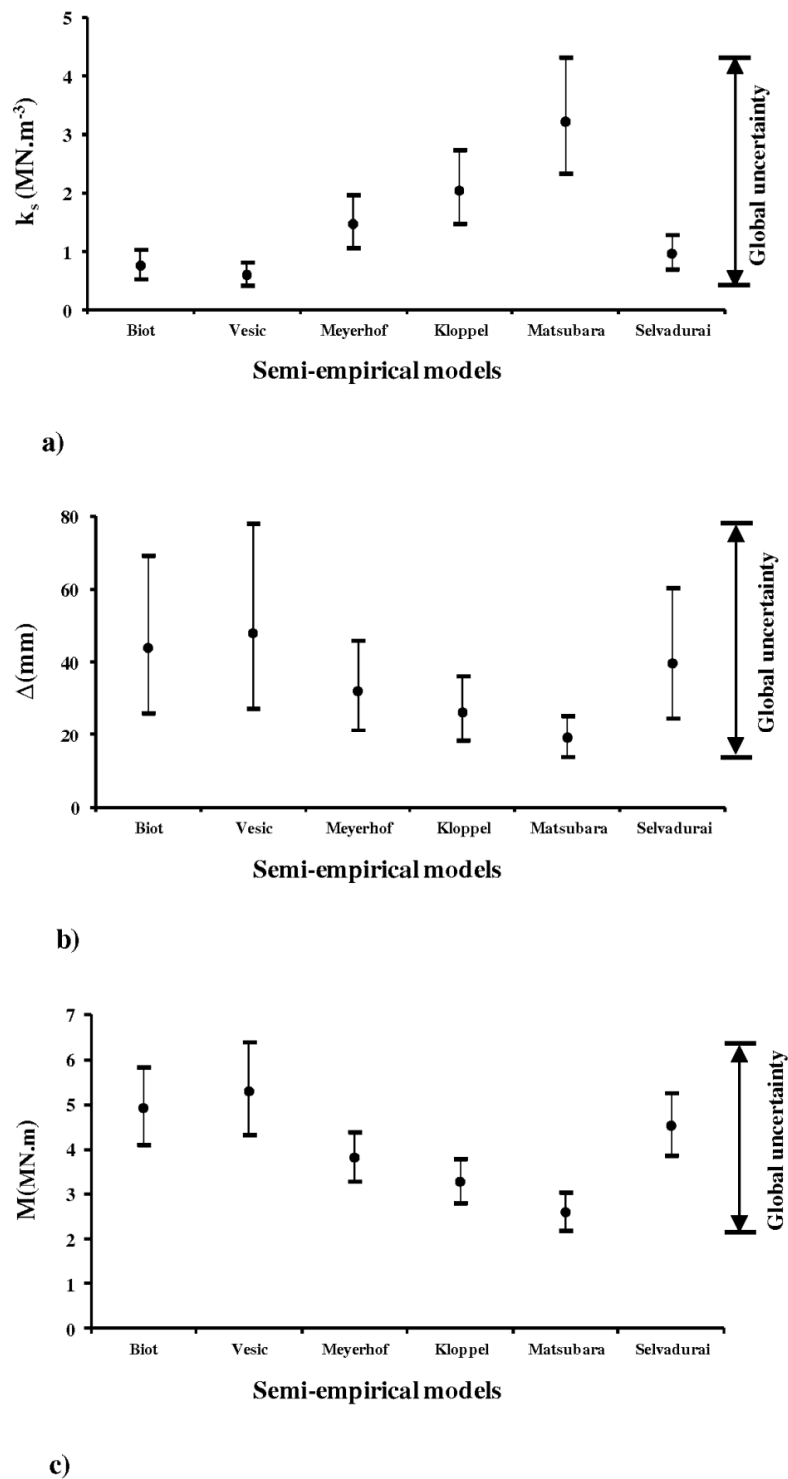 5
4
3
2
1
0
kₛ (MN.m⁻³)
Global uncertainty
Biot Vesic Meyerhof Kloppel Matsubara Selvadurai
Semi-empirical models
a)
80
60
40
20
0
Δ(mm)
Global uncertainty
Biot Vesic Meyerhof Kloppel Matsubara Selvadurai
Semi-empirical models
b)
7
6
5
4
3
2
1
0
M(MN.m)
Global uncertainty
Biot Vesic Meyerhof Kloppel Matsubara Selvadurai
Semi-empirical models
c)